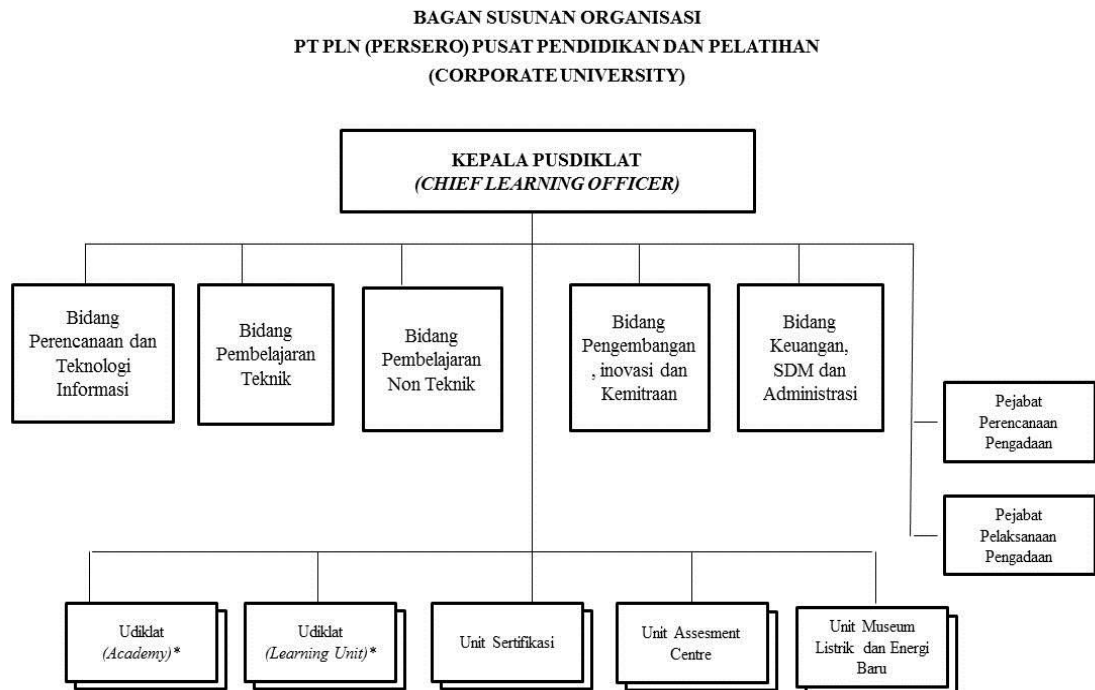 BAGAN SUSUNAN ORGANISASI
PT PLN (PERSERO) PUSAT PENDIDIKAN DAN PELATIHAN
(CORPORATE UNIVERSITY)
KEPALA PUSDIKLAT
(CHIEF LEARNING OFFICER)
Bidang
Perencanaan dan
Teknologi
Informasi
Bidang
Pembelajaran
Teknik
Bidang
Pembelajaran
Non Teknik
Bidang
Pengembangan
, inovasi dan
Kemitraan
Bidang
Keuangan,
SDM dan
Administrasi
Pejabat
Perencanaan
Pengadaan
Pejabat
Pelaksanaan
Pengadaan
Udiklat
(Academy)*
Udiklat
(Learning Unit)*
Unit Sertifikasi
Unit Assesment
Centre
Unit Museum
Listrik dan Energi
Baru